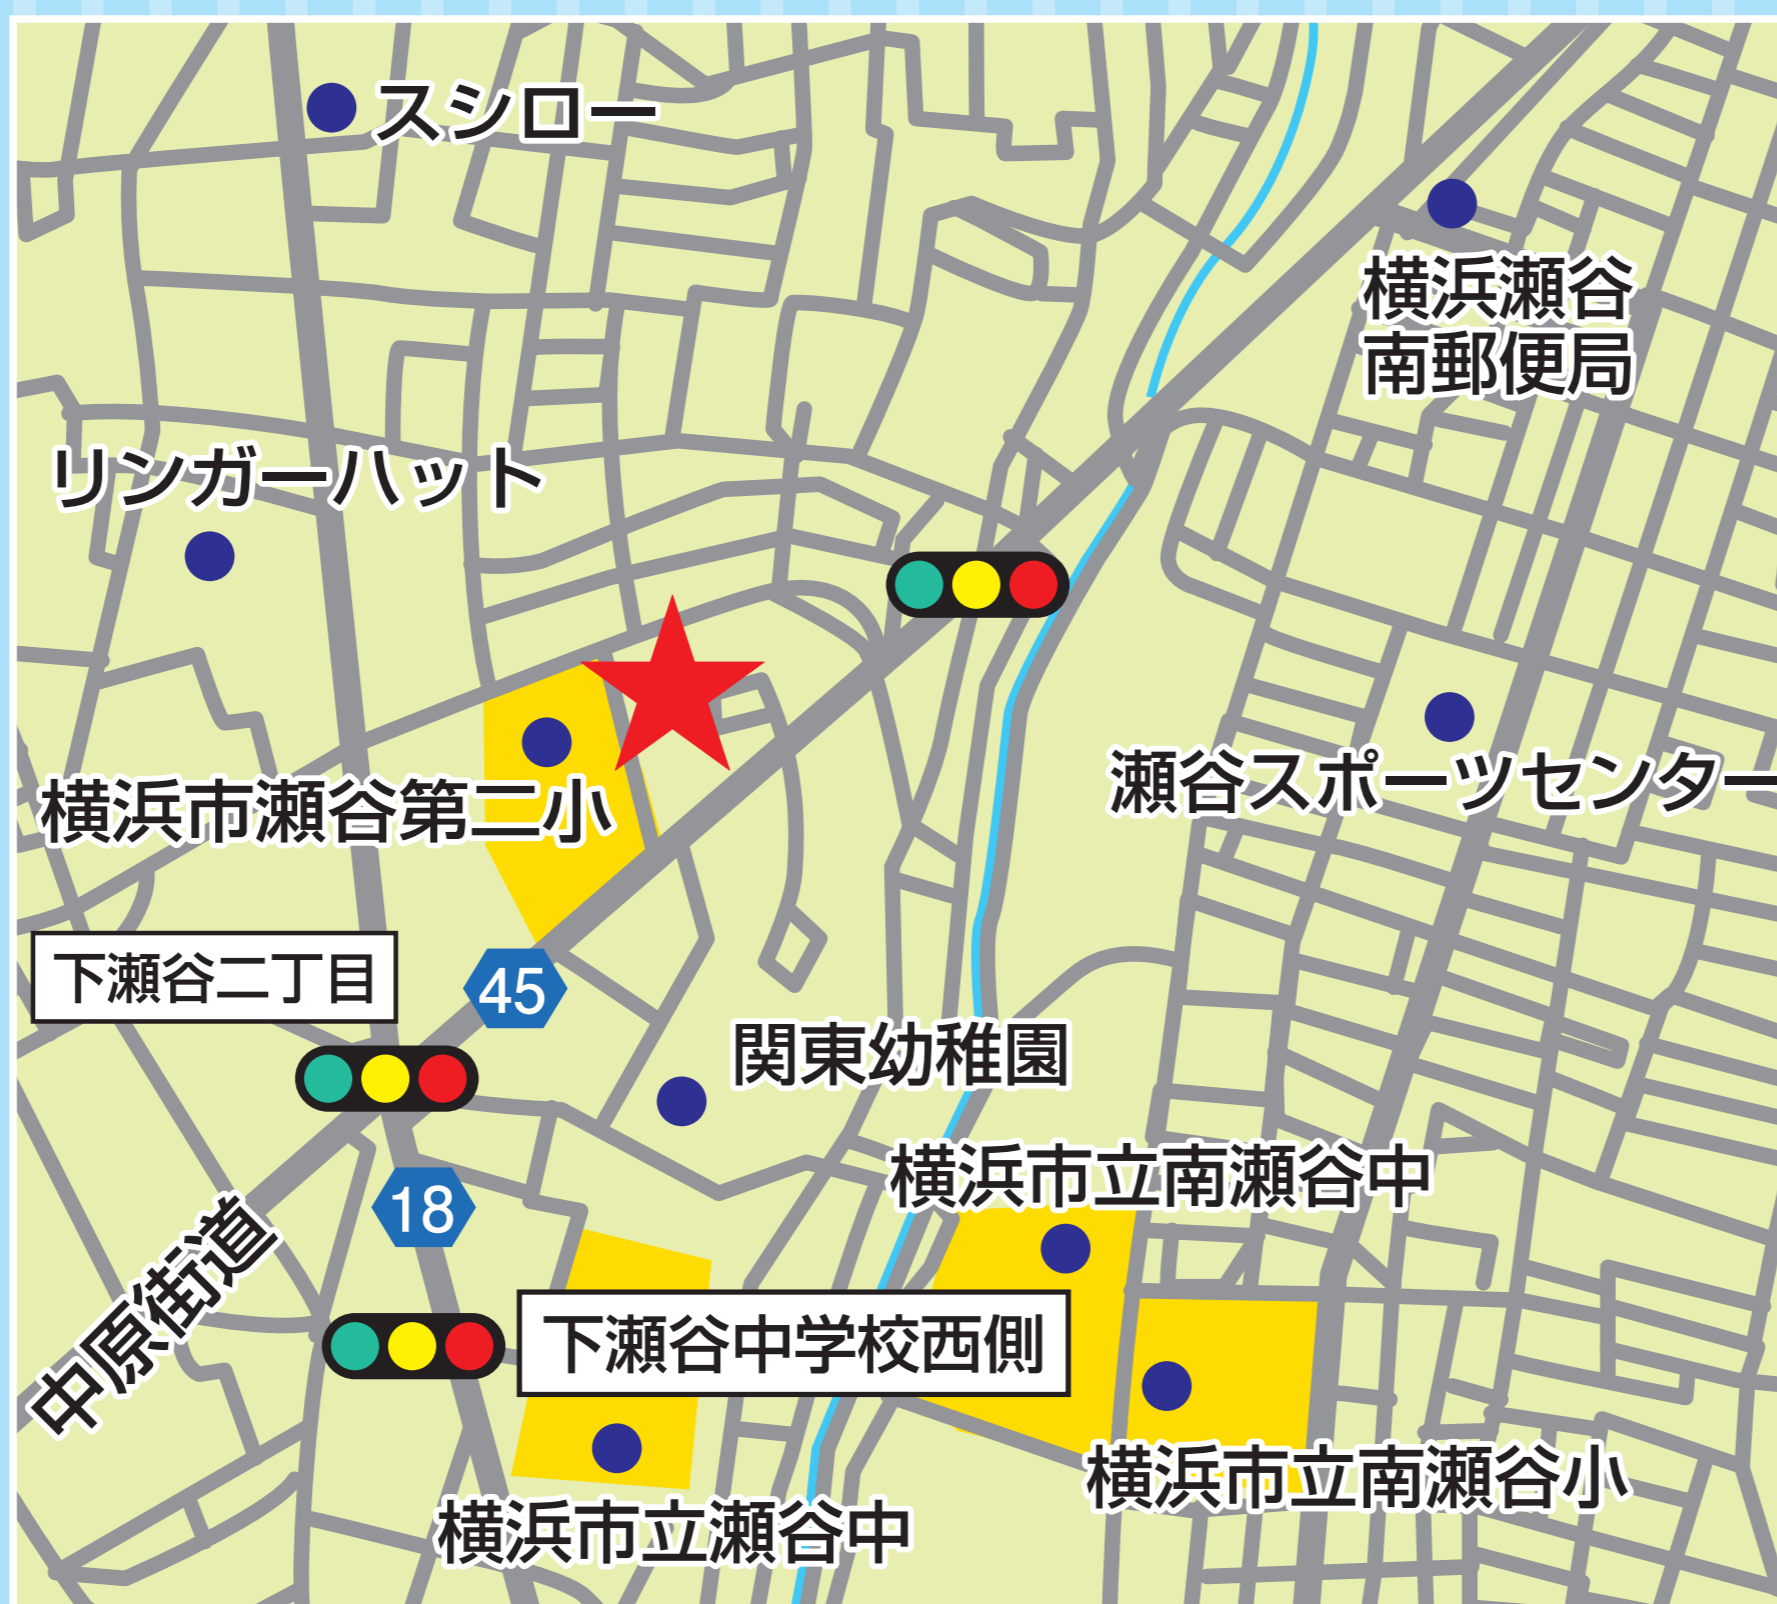 スシロー
横浜瀬谷
南郵便局
リンガーハット
横浜市瀬谷第二小
瀬谷スポーツセンター
下瀬谷二丁目
45
関東幼稚園
横浜市立南瀬谷中
18
中原街道
下瀬谷中学校西側
横浜市立南瀬谷小
横浜市立瀬谷中